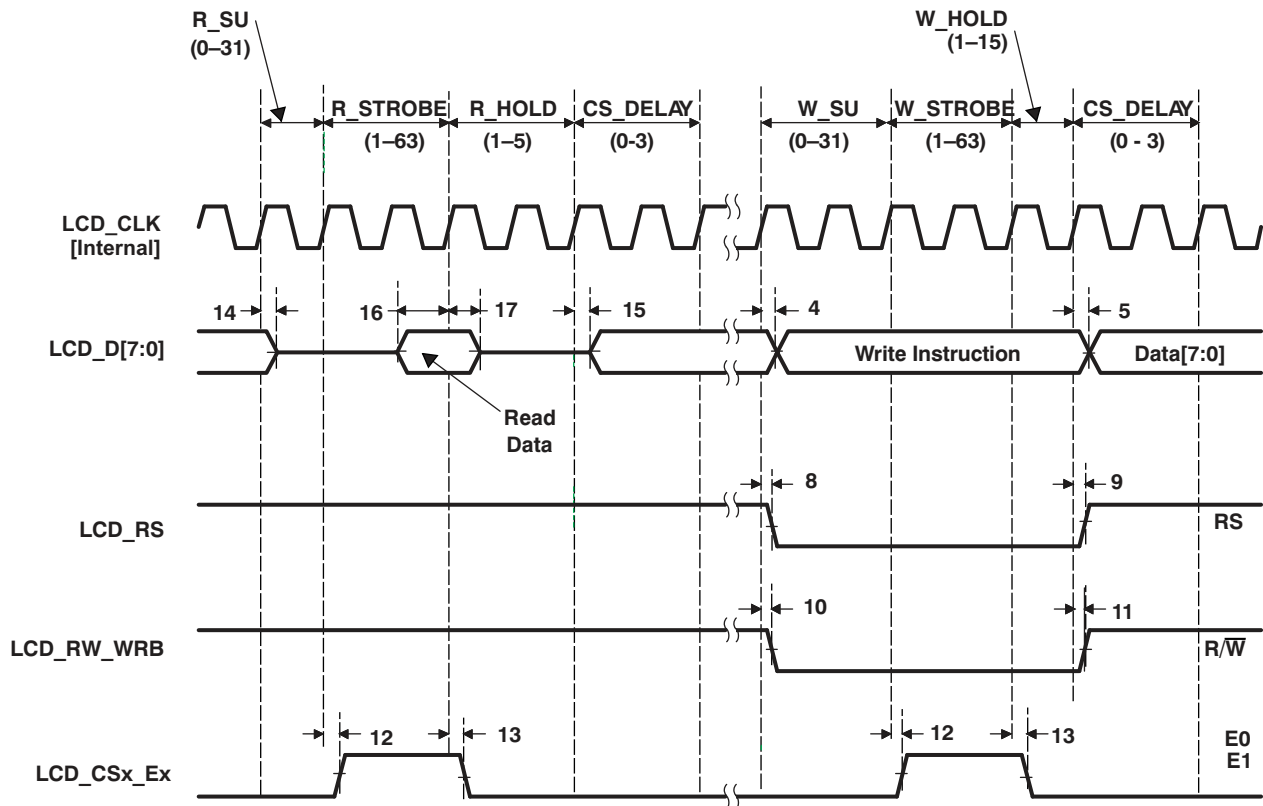 R_SU
(0–31)
W_HOLD
(1–15)
R_STROBE
(1–63)
R_HOLD
(1–5)
CS_DELAY
(0-3)
W_SU
(0–31)
W_STROBE
(1–63)
CS_DELAY
(0 - 3)
LCD_CLK
[Internal]
14
16
17
15
4
5
LCD_D[7:0]
Write Instruction
Data[7:0]
Read
Data
8
9
LCD_RS
RS
10
11
LCD_RW_WRB
R/W̅
12
13
12
13
E0
E1
LCD_CSx_Ex